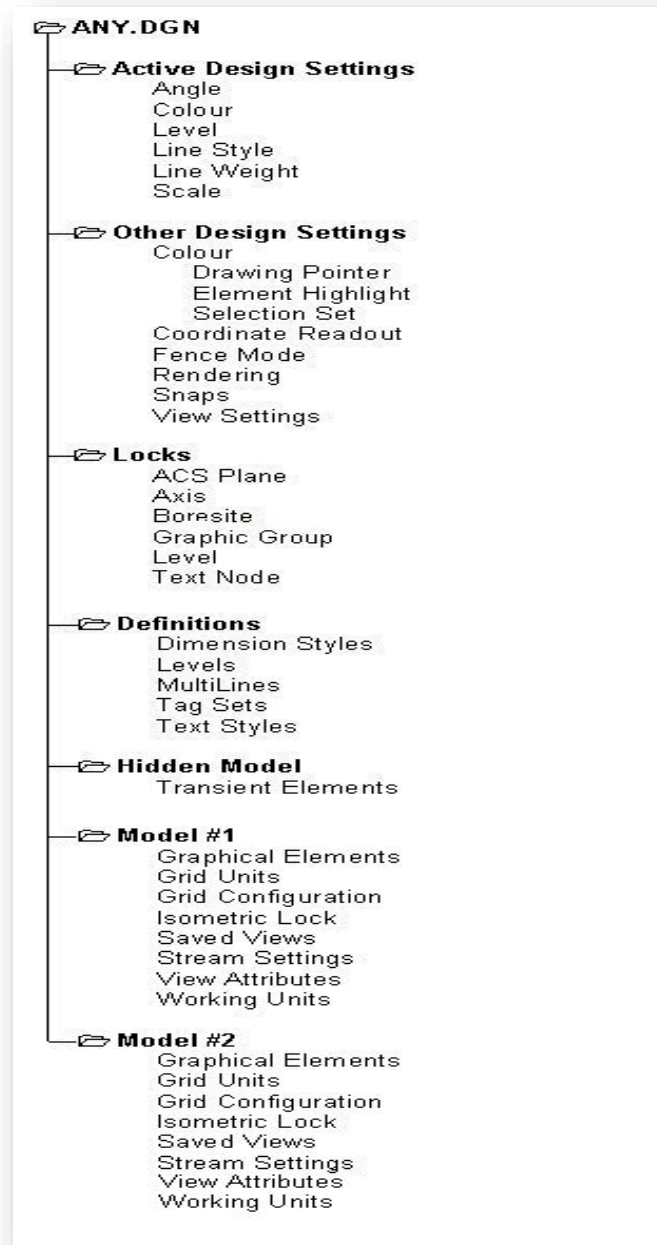 ANY.DGN
Active Design Settings
Angle
Colour
Level
Line Style
Line Weight
Scale
Other Design Settings
Colour
Drawing Pointer
Element Highlight
Selection Set
Coordinate Readout
Fence Mode
Rendering
Snaps
View Settings
Locks
ACS Plane
Axis
Boresite
Graphic Group
Level
Text Node
Definitions
Dimension Styles
Levels
MultiLines
Tag Sets
Text Styles
Hidden Model
Transient Elements
Model #1
Graphical Elements
Grid Units
Grid Configuration
Isometric Lock
Saved Views
Stream Settings
View Attributes
Working Units
Model #2
Graphical Elements
Grid Units
Grid Configuration
Isometric Lock
Saved Views
Stream Settings
View Attributes
Working Units